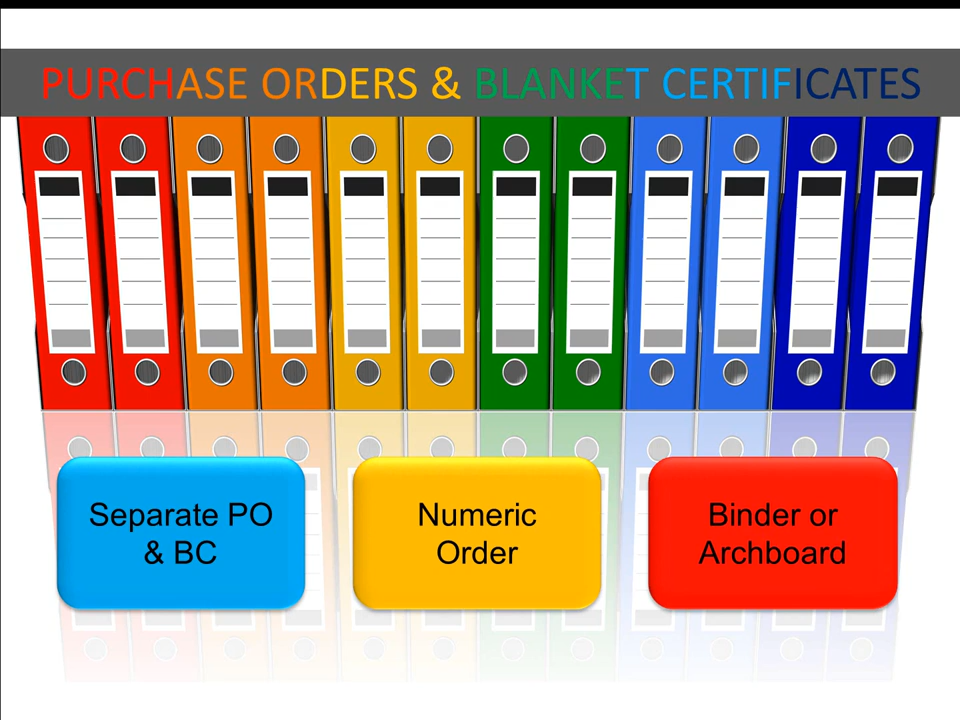 PURCHASE ORDERS & BLANKET CERTIFICATES
Separate PO
& BC
Numeric
Order
Binder or
Archboard